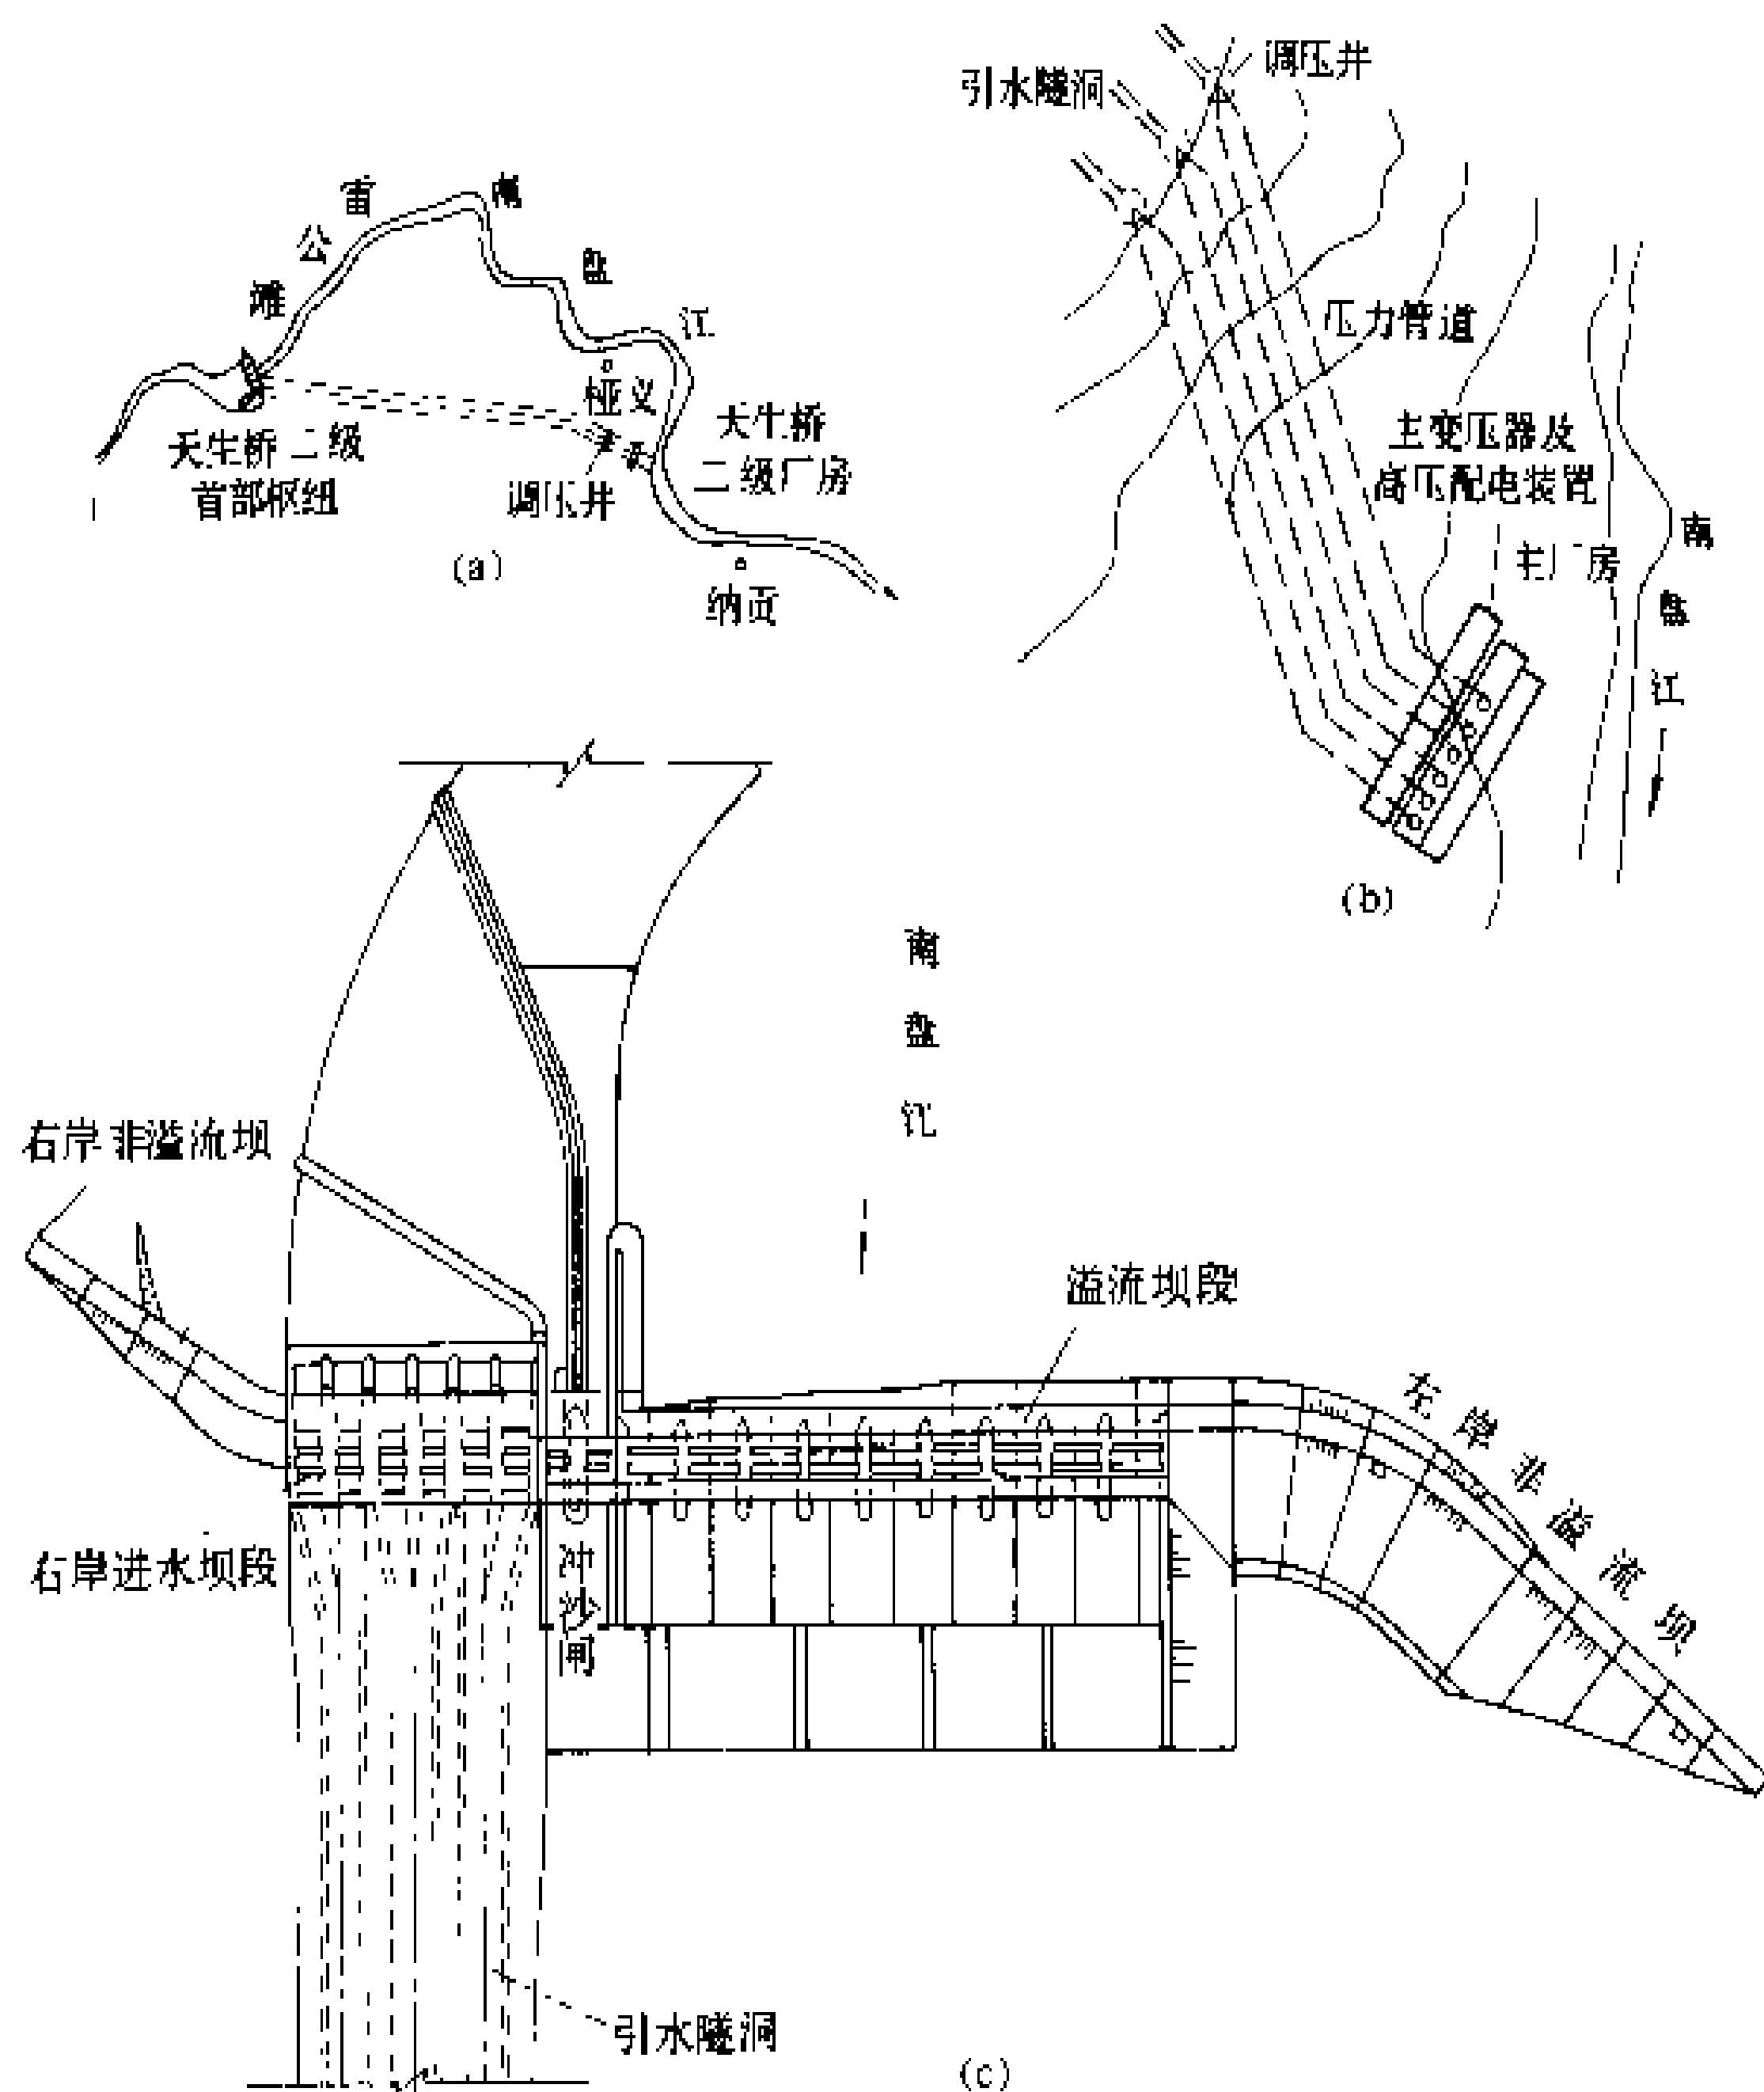 雷公滩
南盘江
桠义
天生桥二级
首部枢纽
调压井
天生桥
二级厂房
纳贡
(a)
引水隧洞
调压井
压力管道
主变压器及
高压配电装置
主厂房
南盘江
(b)
南盘江
右岸非溢流坝
溢流坝段
左岸非溢流坝
右岸进水坝段
冲沙闸
引水隧洞
(c)